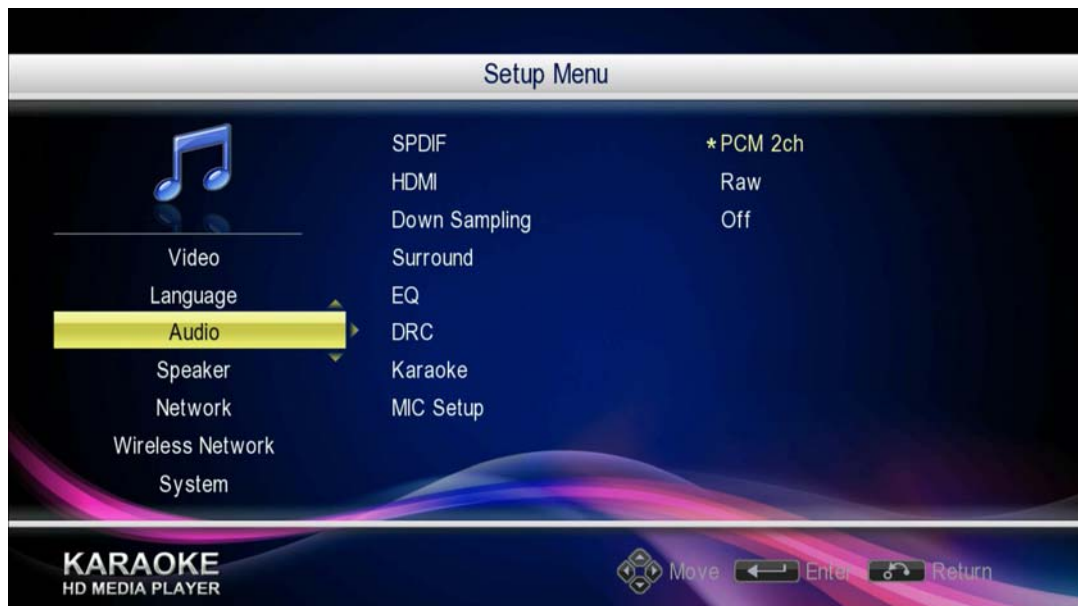 Setup Menu
SPDIF *PCM 2ch
HDMI Raw
Down Sampling Off
Video Surround
Language EQ
Audio DRC
Speaker Karaoke
Network MIC Setup
Wireless Network
System
KARAOKE
HD MEDIA PLAYER
Move Enter Return